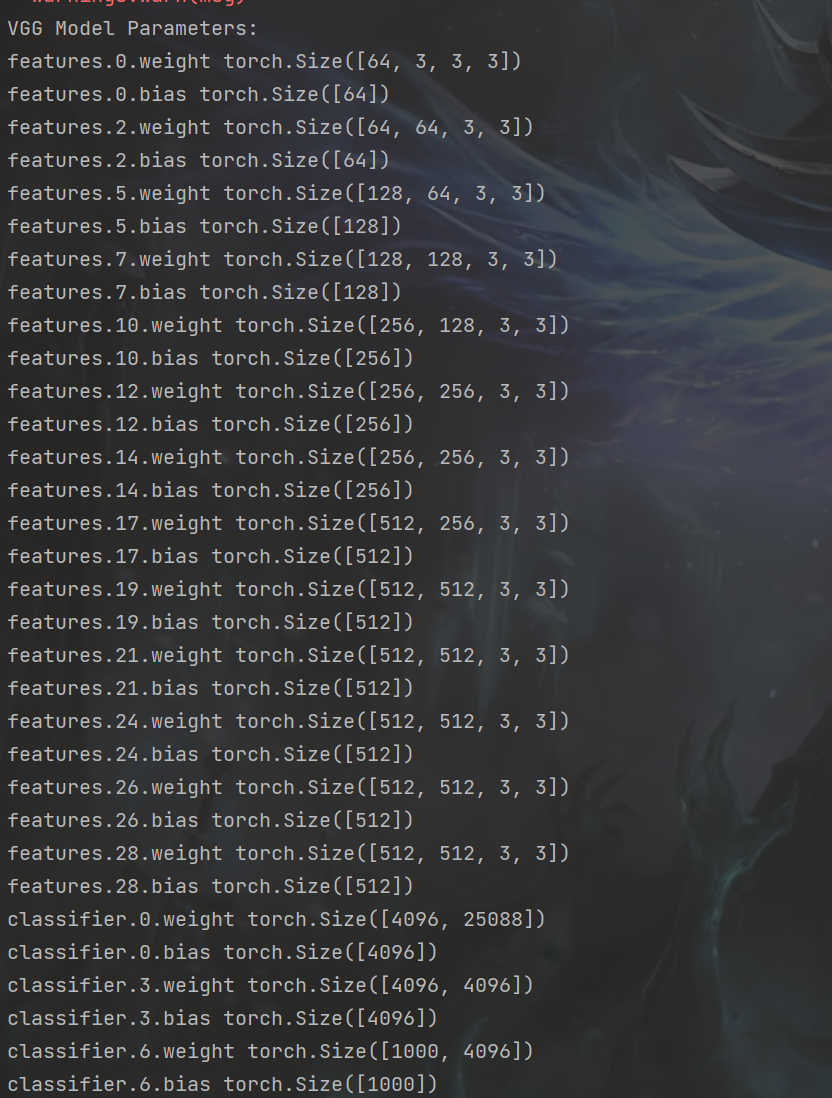 warnings.warn(msg)
VGG Model Parameters:
features.0.weight torch.Size([64, 3, 3, 3])
features.0.bias torch.Size([64])
features.2.weight torch.Size([64, 64, 3, 3])
features.2.bias torch.Size([64])
features.5.weight torch.Size([128, 64, 3, 3])
features.5.bias torch.Size([128])
features.7.weight torch.Size([128, 128, 3, 3])
features.7.bias torch.Size([128])
features.10.weight torch.Size([256, 128, 3, 3])
features.10.bias torch.Size([256])
features.12.weight torch.Size([256, 256, 3, 3])
features.12.bias torch.Size([256])
features.14.weight torch.Size([256, 256, 3, 3])
features.14.bias torch.Size([256])
features.17.weight torch.Size([512, 256, 3, 3])
features.17.bias torch.Size([512])
features.19.weight torch.Size([512, 512, 3, 3])
features.19.bias torch.Size([512])
features.21.weight torch.Size([512, 512, 3, 3])
features.21.bias torch.Size([512])
features.24.weight torch.Size([512, 512, 3, 3])
features.24.bias torch.Size([512])
features.26.weight torch.Size([512, 512, 3, 3])
features.26.bias torch.Size([512])
features.28.weight torch.Size([512, 512, 3, 3])
features.28.bias torch.Size([512])
classifier.0.weight torch.Size([4096, 25088])
classifier.0.bias torch.Size([4096])
classifier.3.weight torch.Size([4096, 4096])
classifier.3.bias torch.Size([4096])
classifier.6.weight torch.Size([1000, 4096])
classifier.6.bias torch.Size([1000])